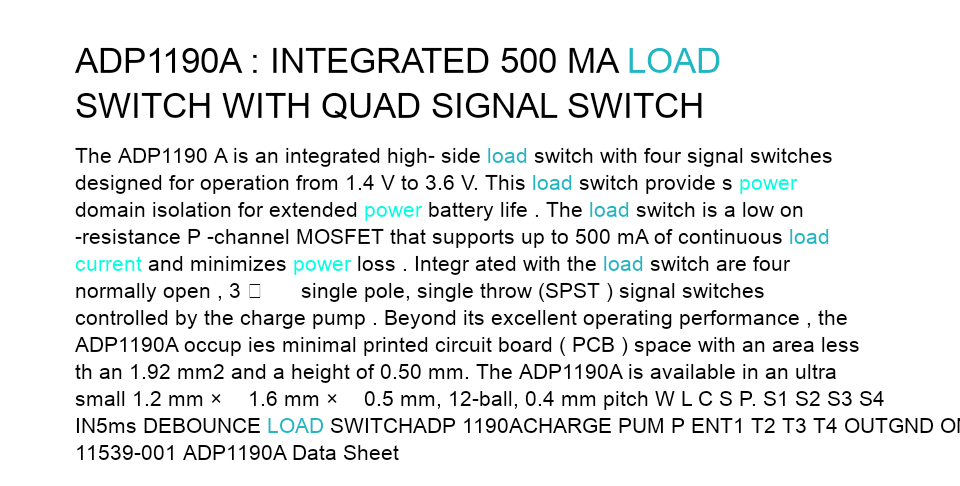 ADP1190A : INTEGRATED 500 MA LOAD
SWITCH WITH QUAD SIGNAL SWITCH
The ADP1190 A is an integrated high- side load switch with four signal switches
designed for operation from 1.4 V to 3.6 V. This load switch provide s power
domain isolation for extended power battery life . The load switch is a low on
-resistance P -channel MOSFET that supports up to 500 mA of continuous load
current and minimizes power loss . Integr ated with the load switch are four
normally open , 3 □ single pole, single throw (SPST ) signal switches
controlled by the charge pump . Beyond its excellent operating performance , the
ADP1190A occup ies minimal printed circuit board ( PCB ) space with an area less
th an 1.92 mm2 and a height of 0.50 mm. The ADP1190A is available in an ultra
small 1.2 mm × 1.6 mm × 0.5 mm, 12-ball, 0.4 mm pitch W L C S P. S1 S2 S3 S4
IN5ms DEBOUNCE LOAD SWITCHADP 1190ACHARGE PUM P ENT1 T2 T3 T4 OUTGND
11539-001 ADP1190A Data Sheet